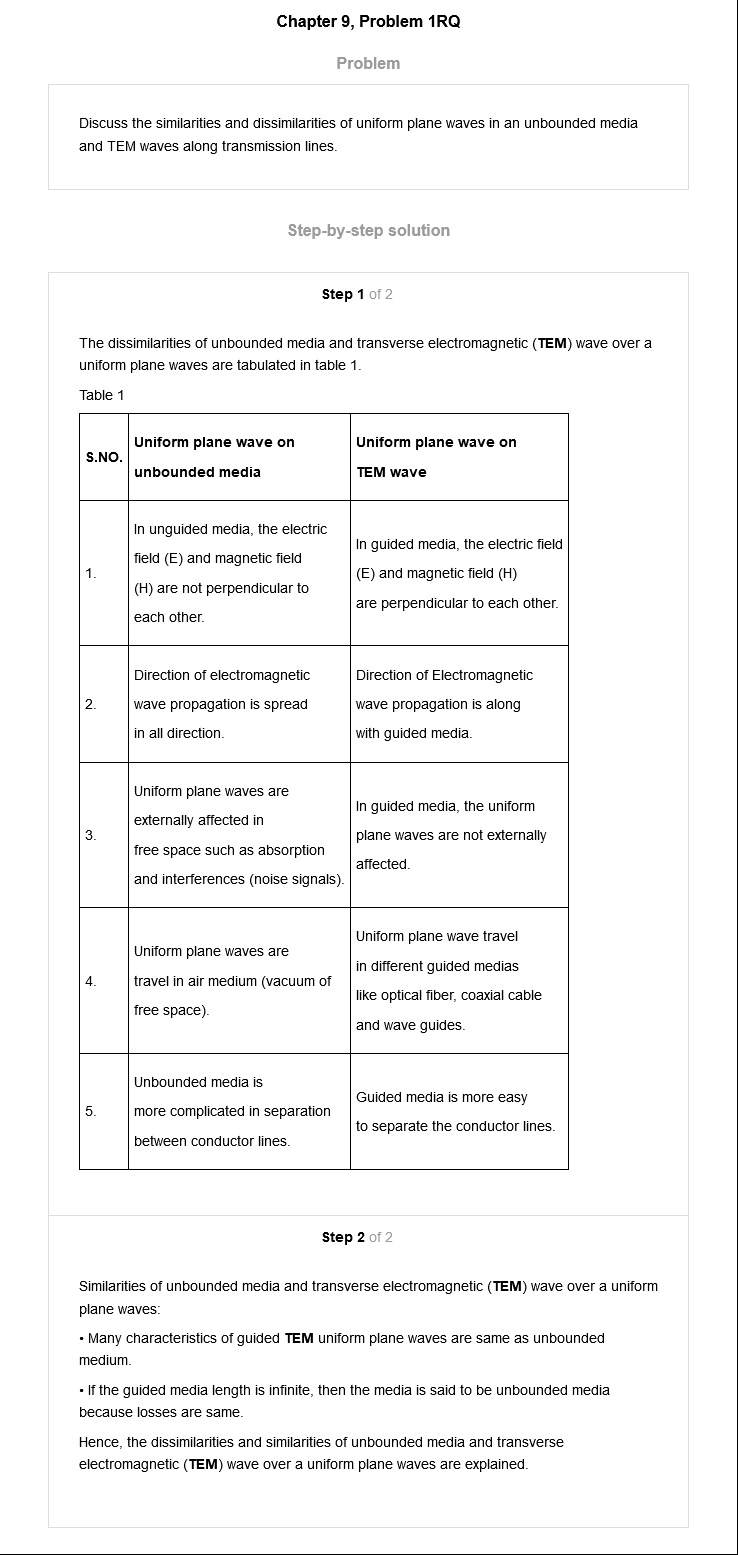 Chapter 9, Problem 1RQ
Problem
Discuss the similarities and dissimilarities of uniform plane waves in an unbounded media
and TEM waves along transmission lines.
Step-by-step solution
Step 1 of 2
The dissimilarities of unbounded media and transverse electromagnetic (TEM) wave over a
uniform plane waves are tabulated in table 1.
Table 1
S.NO.
Uniform plane wave on
unbounded media
Uniform plane wave on
TEM wave
1.
In unguided media, the electric
field (E) and magnetic field
(H) are not perpendicular to
each other.
In guided media, the electric field
(E) and magnetic field (H)
are perpendicular to each other.
2.
Direction of electromagnetic
wave propagation is spread
in all direction.
Direction of Electromagnetic
wave propagation is along
with guided media.
3.
Uniform plane waves are
externally affected in
free space such as absorption
and interferences (noise signals).
In guided media, the uniform
plane waves are not externally
affected.
4.
Uniform plane waves are
travel in air medium (vacuum of
free space).
Uniform plane wave travel
in different guided medias
like optical fiber, coaxial cable
and wave guides.
5.
Unbounded media is
more complicated in separation
between conductor lines.
Guided media is more easy
to separate the conductor lines.
Step 2 of 2
Similarities of unbounded media and transverse electromagnetic (TEM) wave over a uniform
plane waves:
• Many characteristics of guided TEM uniform plane waves are same as unbounded
medium.
• If the guided media length is infinite, then the media is said to be unbounded media
because losses are same.
Hence, the dissimilarities and similarities of unbounded media and transverse
electromagnetic (TEM) wave over a uniform plane waves are explained.